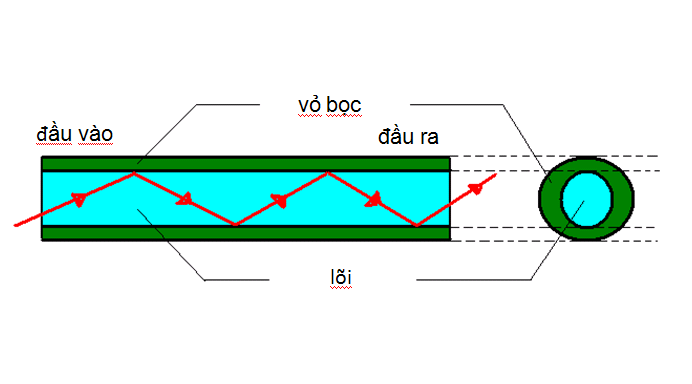 vỏ bọc
đầu vào
đầu ra
lõi